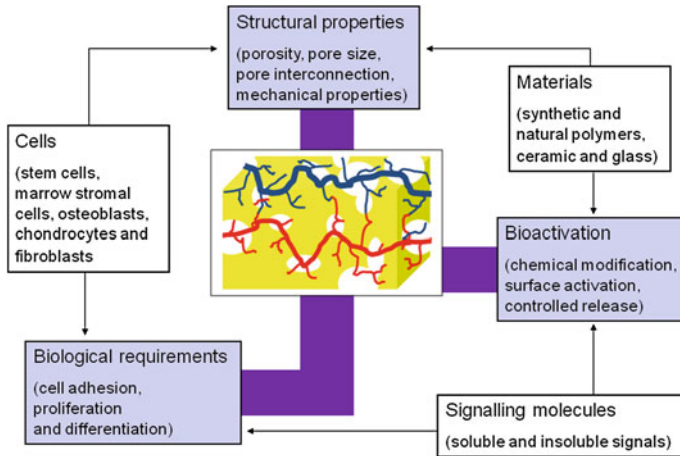 Structural properties
(porosity, pore size,
pore interconnection,
mechanical properties)
Materials
(synthetic and
natural polymers,
ceramic and glass)
Cells
(stem cells,
marrow stromal
cells, osteoblasts,
chondrocytes and
fibroblasts
Bioactivation
(chemical modification,
surface activation,
controlled release)
Biological requirements
(cell adhesion,
proliferation
and differentiation)
Signalling molecules
(soluble and insoluble signals)